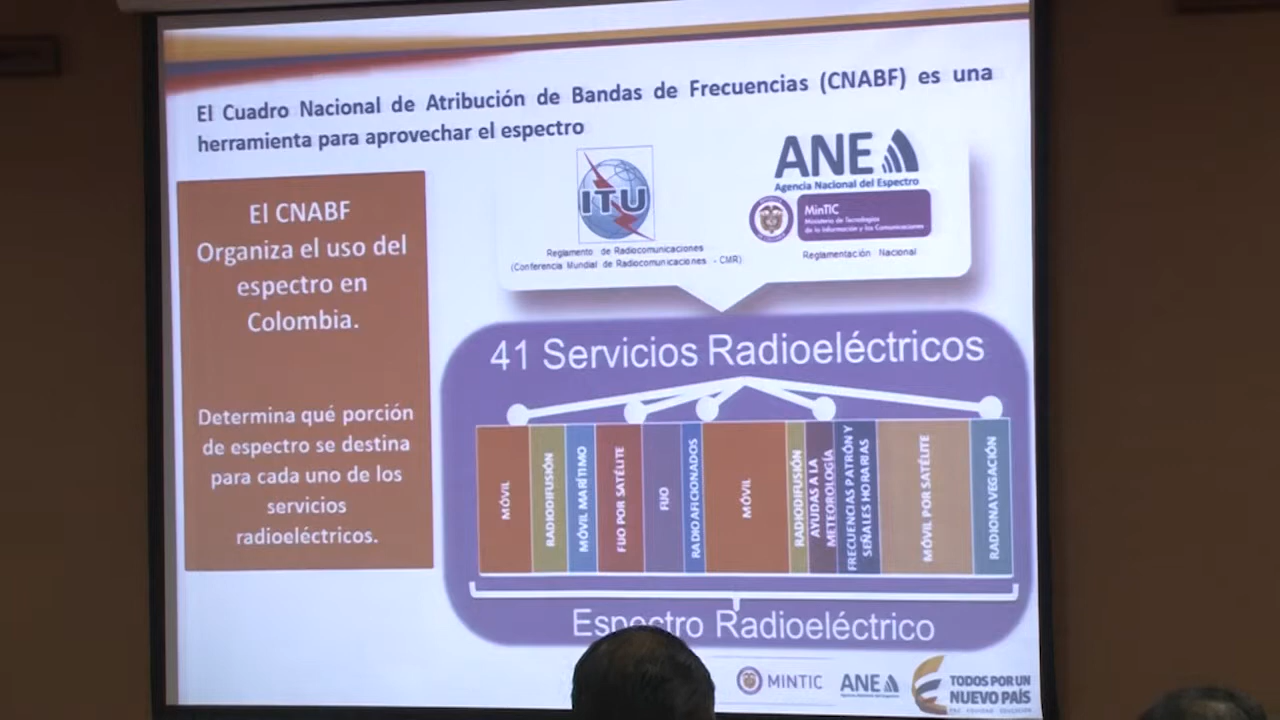 El Cuadro Nacional de Atribución de Bandas de Frecuencias (CNABF) es una
herramienta para aprovechar el espectro
El CNABF
Organiza el uso del
espectro en
Colombia.
Determina qué porción
de espectro se destina
para cada uno de los
servicios
radioeléctricos.
ITU
Reglamento de Radiocomunicaciones
(Conferencia Mundial de Radiocomunicaciones - CMR)
ANE
Agencia Nacional del Espectro
MinTIC
Ministerio de Tecnologías
de la Información y las Comunicaciones
Reglamentación Nacional
41 Servicios Radioeléctricos
MÓVIL
RADIODIFUSIÓN
MÓVIL MARÍTIMO
FIJO POR SATÉLITE
FIJO
RADIOAFICIONADOS
MÓVIL
RADIODIFUSIÓN
AYUDAS A LA
METEOROLOGÍA
FRECUENCIAS PATRÓN Y
SEÑALES HORARIAS
MÓVIL POR SATÉLITE
RADIONAVEGACIÓN
Espectro Radioeléctrico
MINTIC
ANE
TODOS POR UN
NUEVO PAÍS
PAZ EQUIDAD EDUCACIÓN